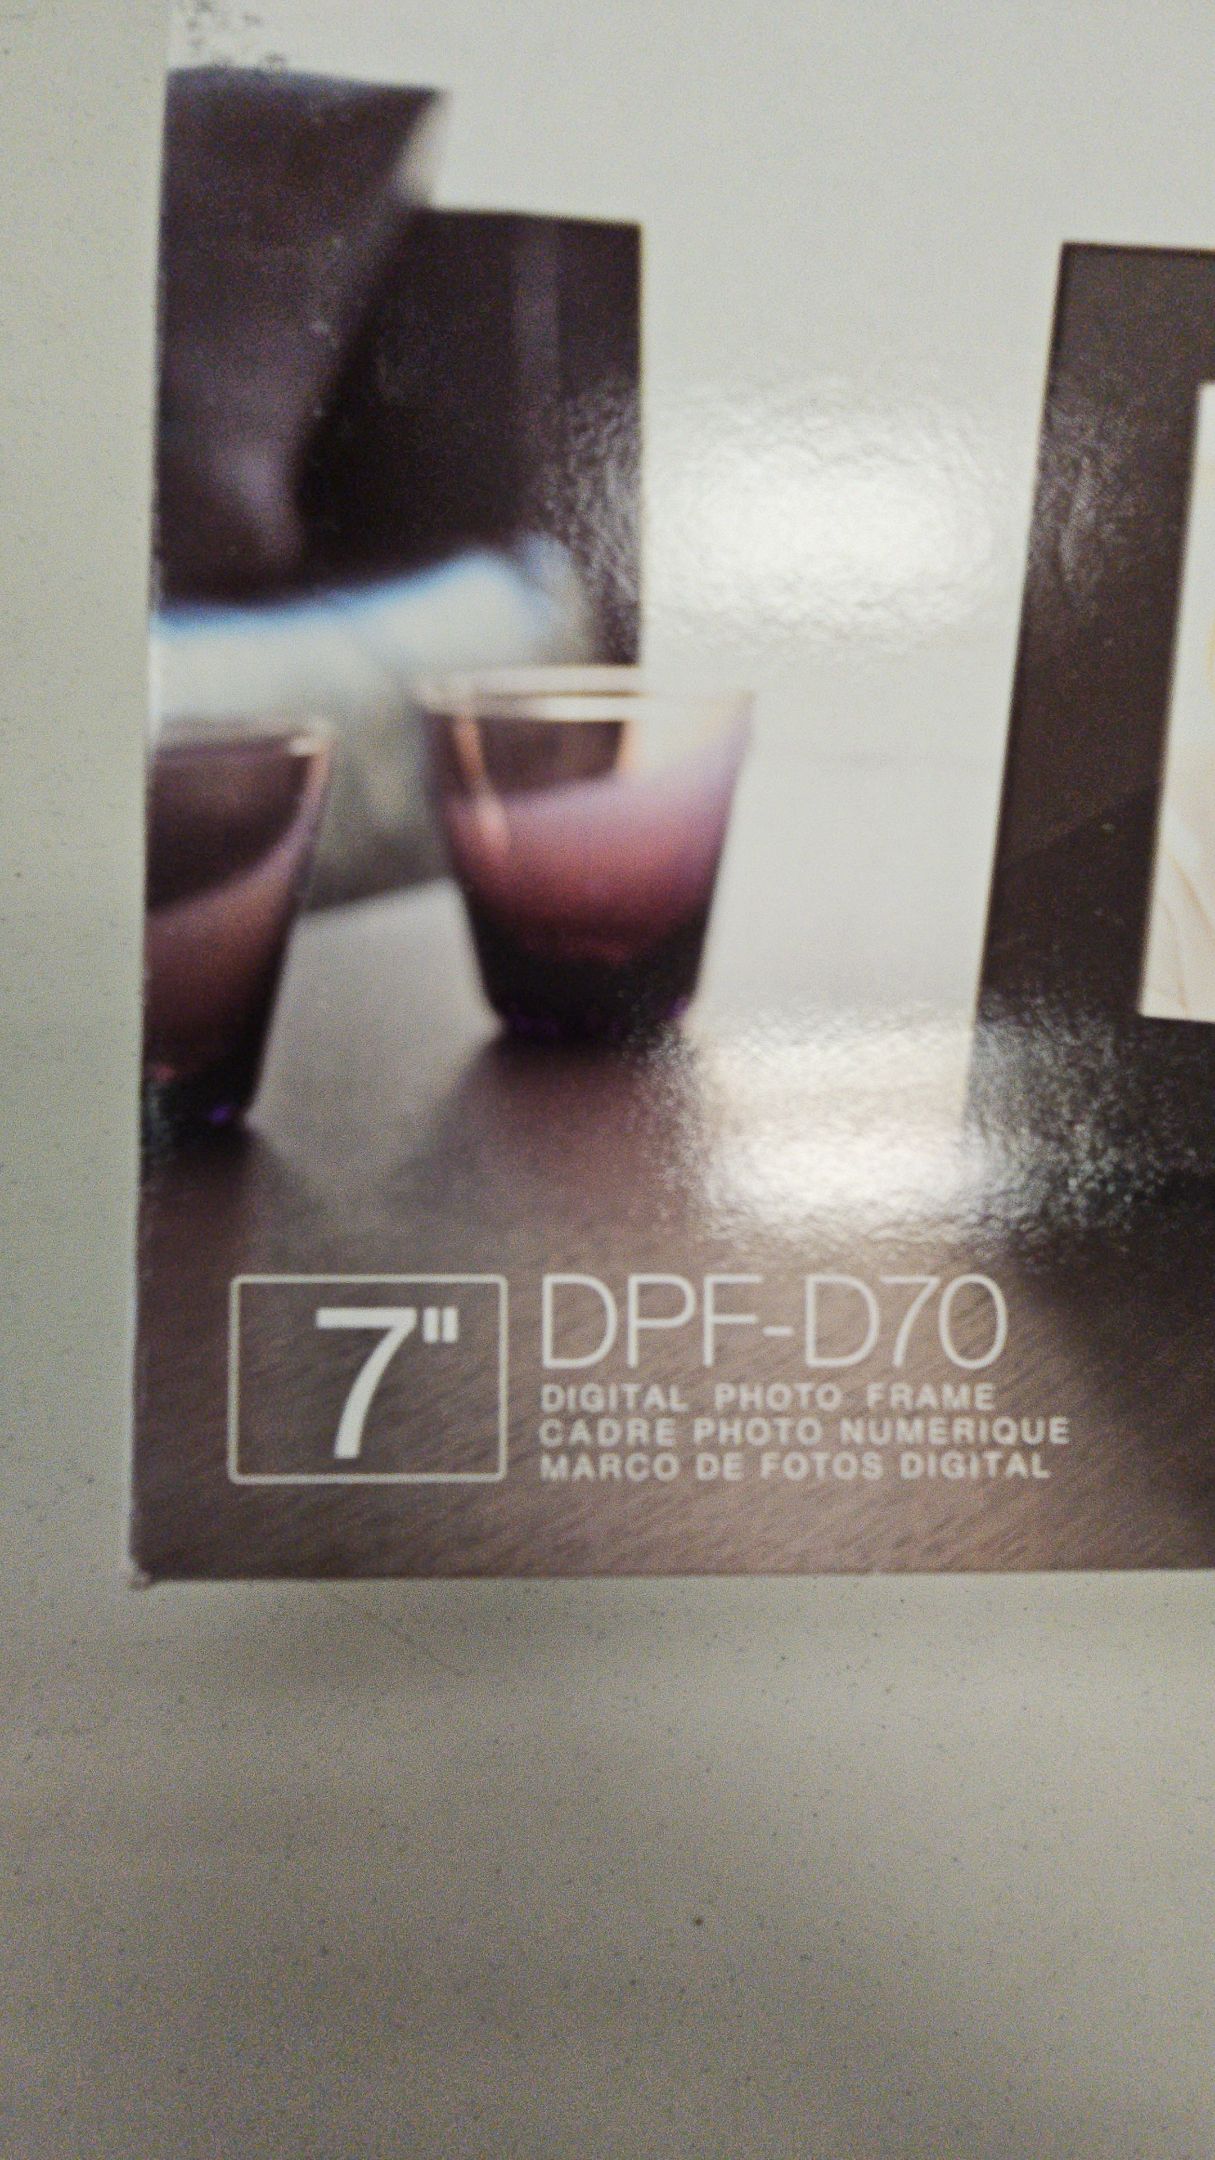 7" DPF-D70
DIGITAL PHOTO FRAME
CADRE PHOTO NUMERIQUE
MARCO DE FOTOS DIGITAL